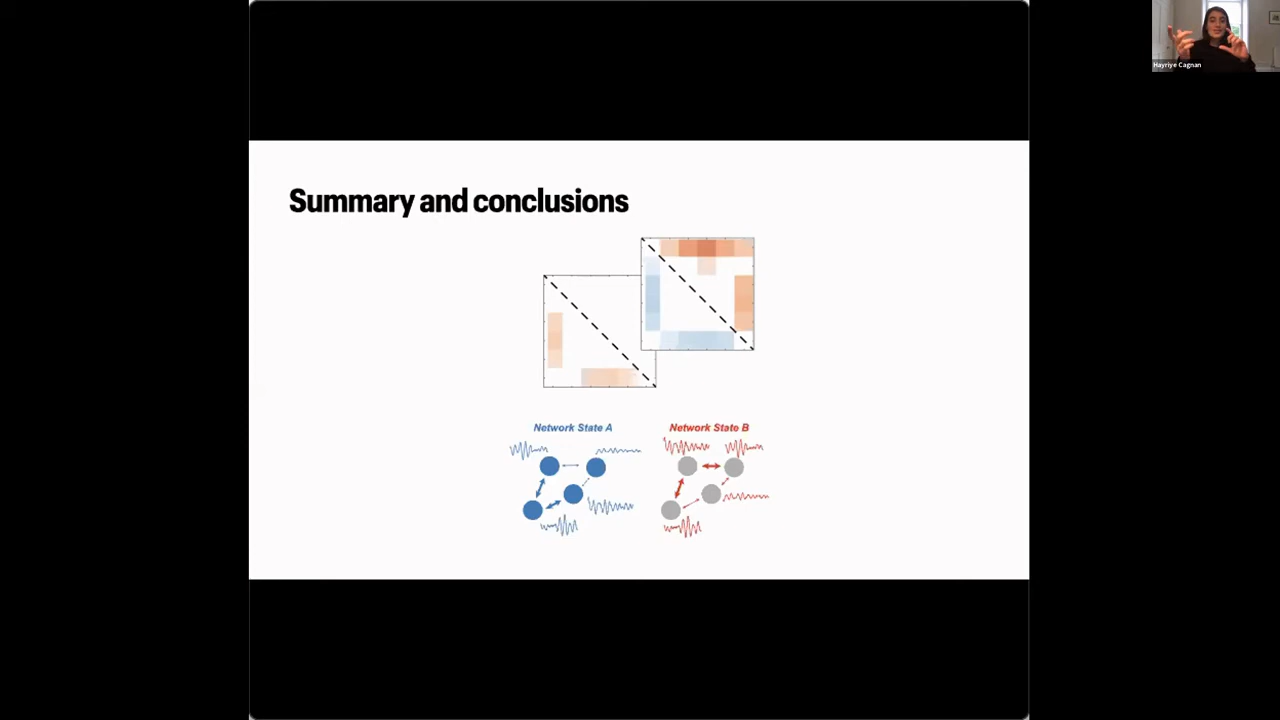 Hayriye Cagnan
Summary and conclusions
Network State A
Network State B